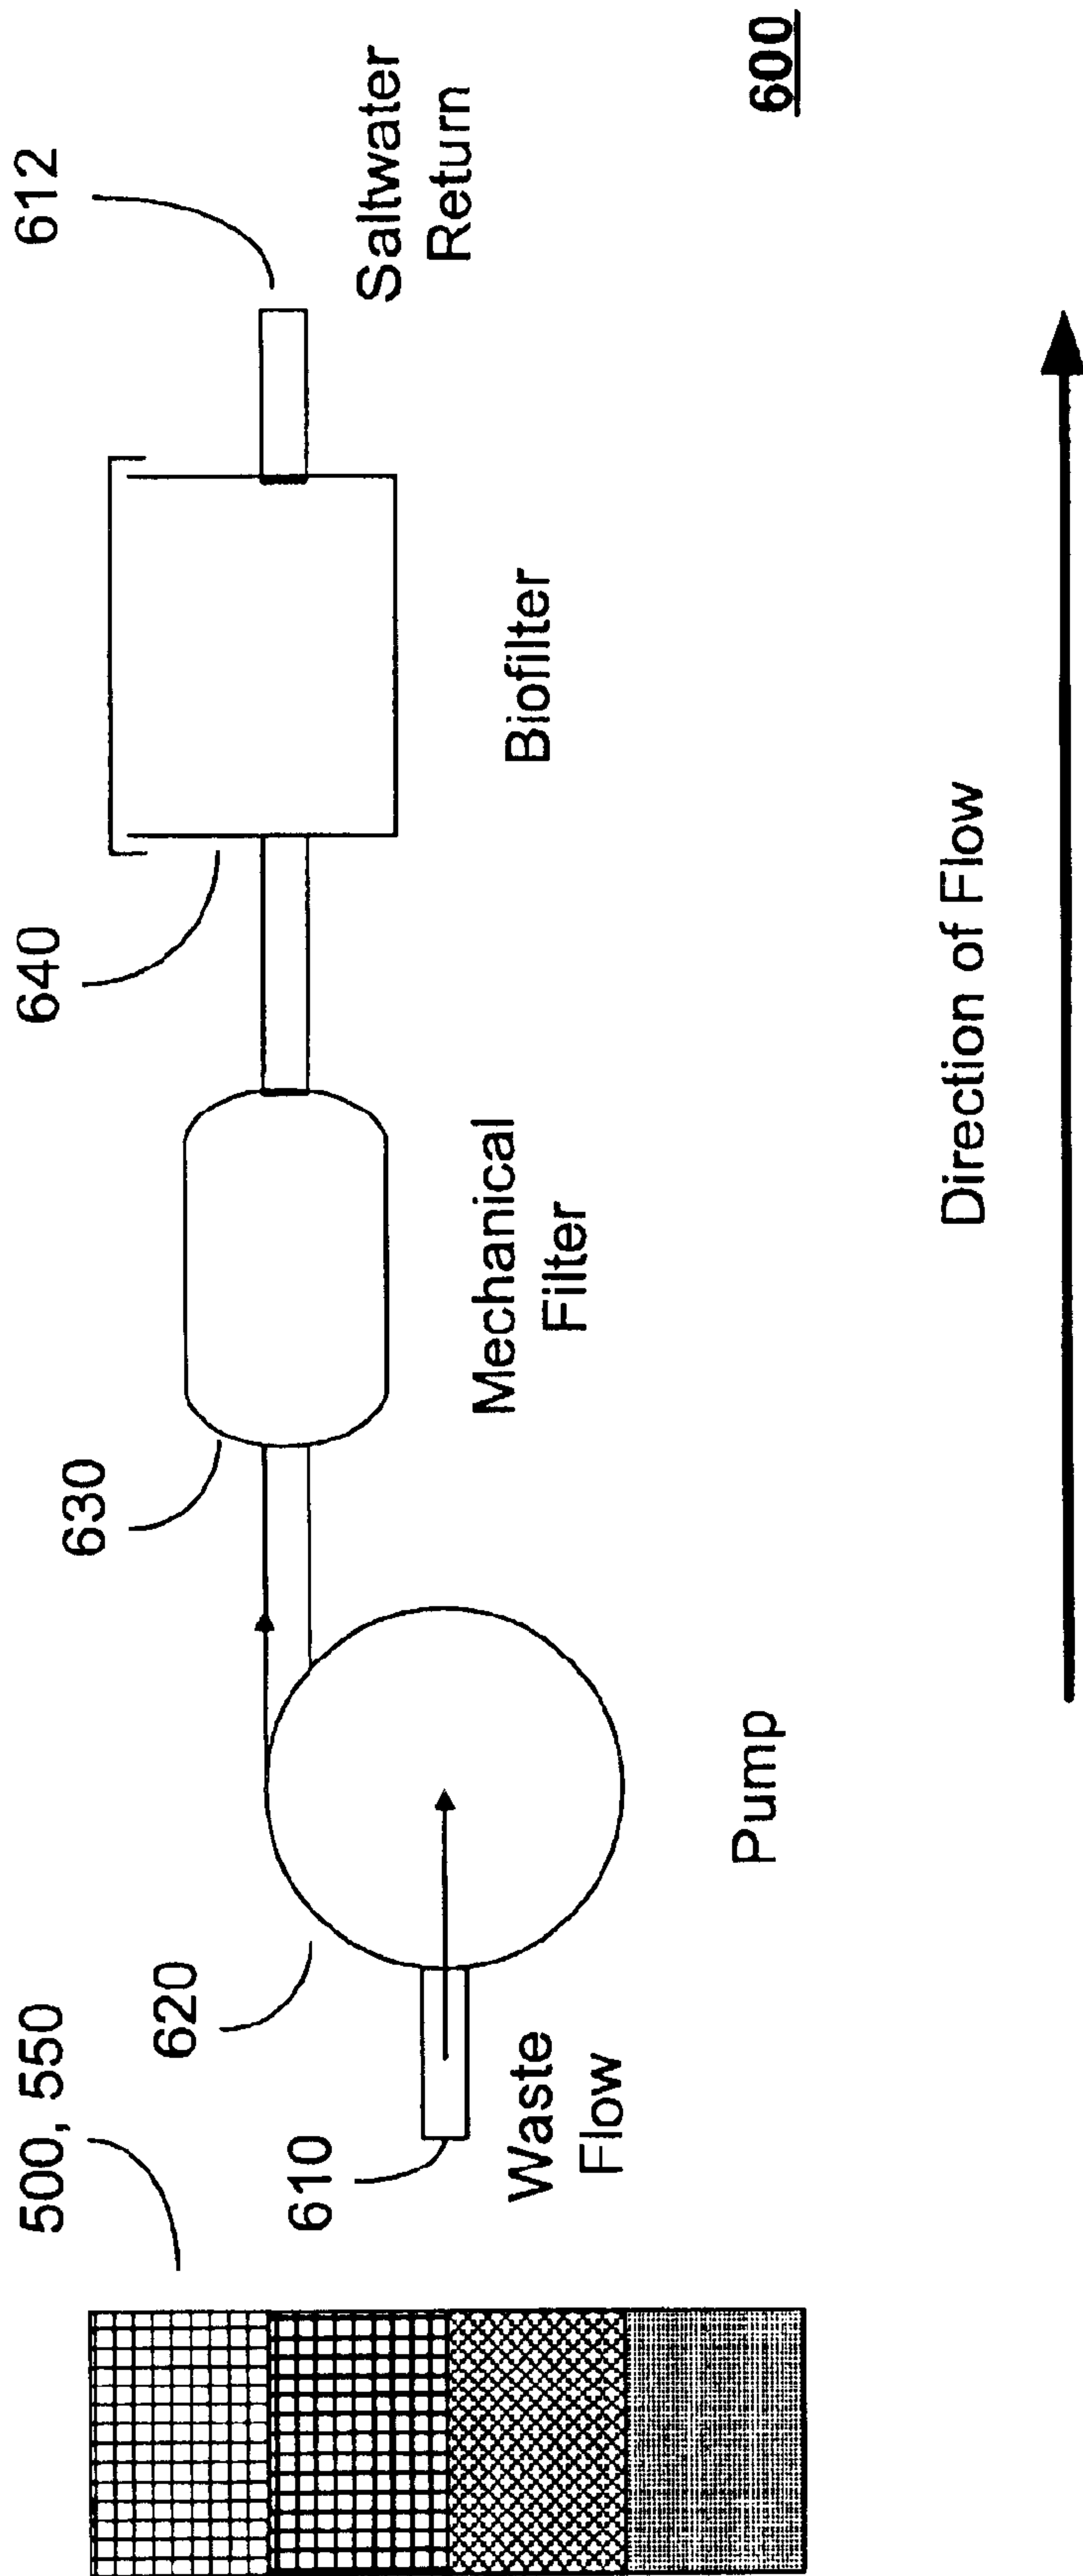 500, 550
610
Waste
Flow
620
Pump
630
Mechanical
Filter
640
Biofilter
612
Saltwater
Return
Direction of Flow
600